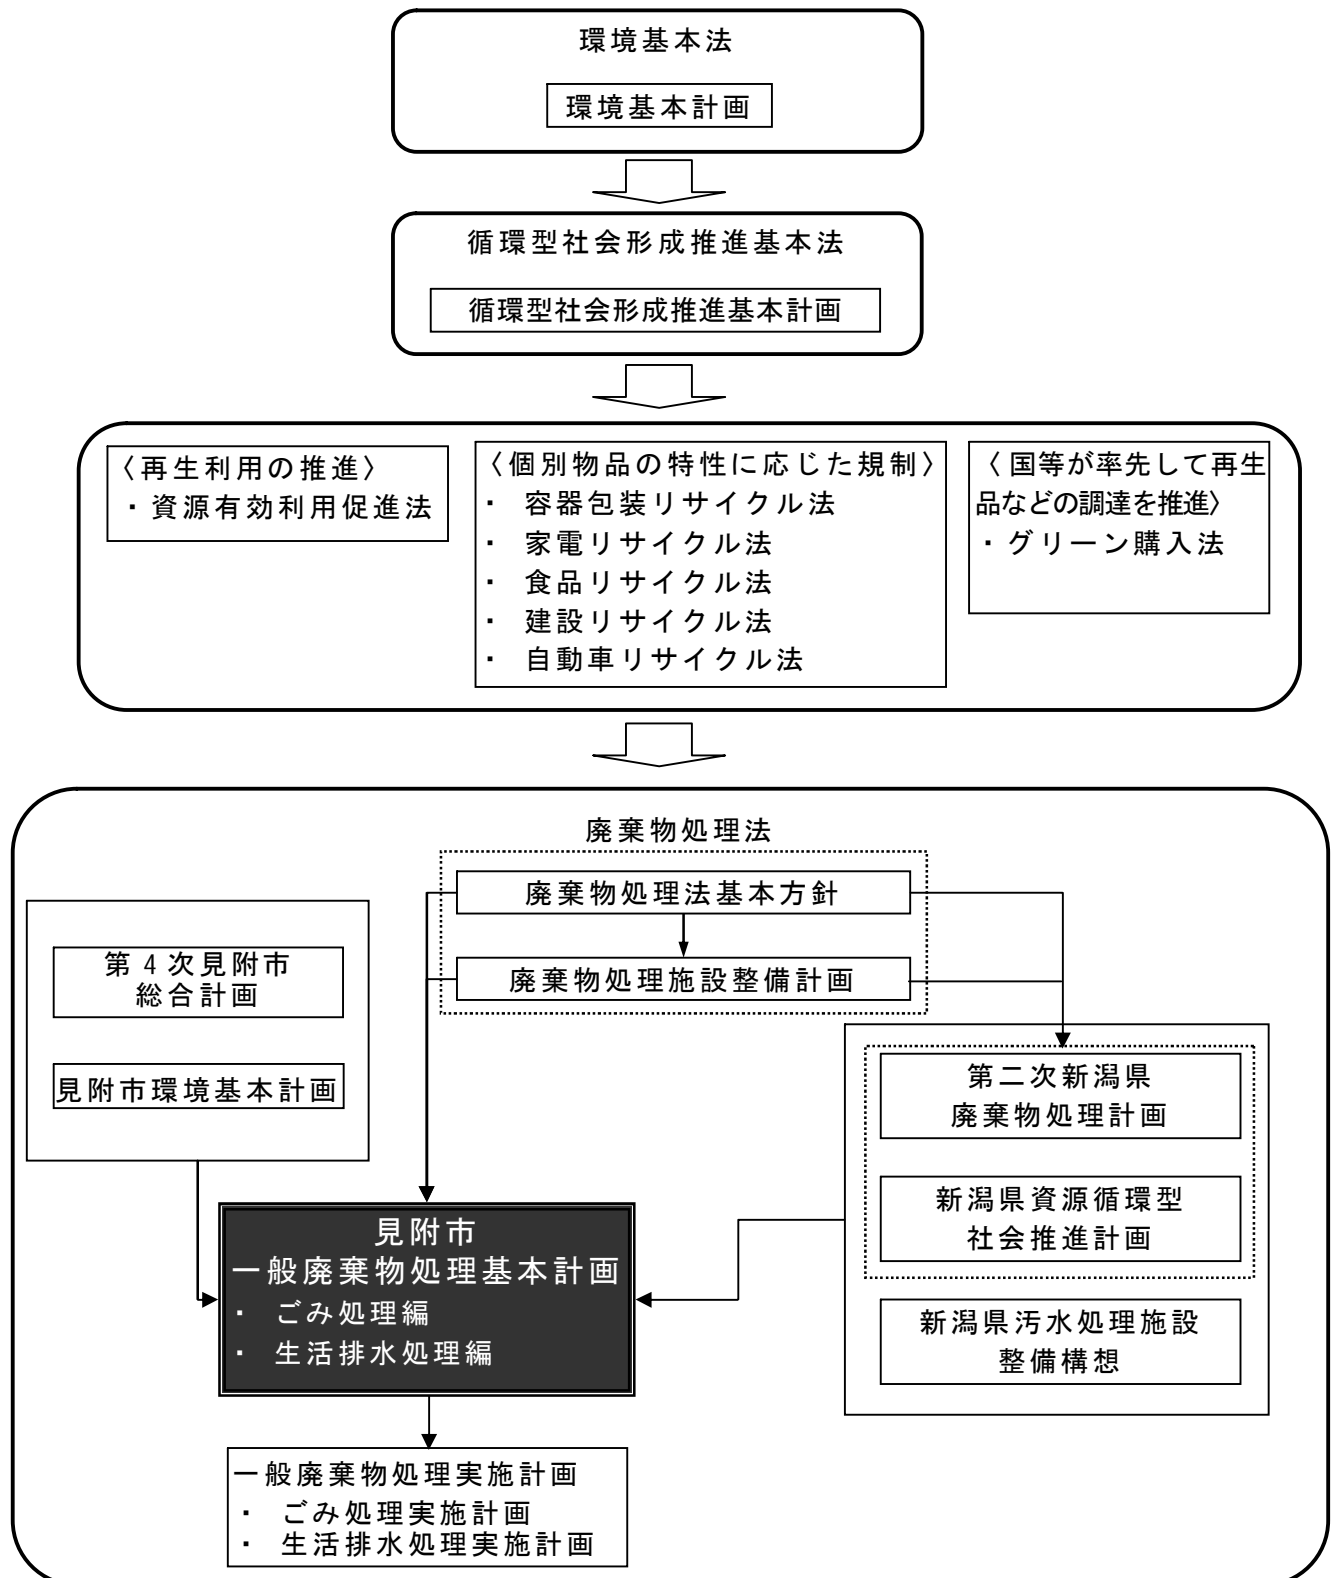 環境基本法
環境基本計画
循環型社会形成推進基本法
循環型社会形成推進基本計画
〈再生利用の推進〉
・資源有効利用促進法
〈個別物品の特性に応じた規制〉
・ 容器包装リサイクル法
・ 家電リサイクル法
・ 食品リサイクル法
・ 建設リサイクル法
・ 自動車リサイクル法
〈 国等が率先して再生
品などの調達を推進〉
・グリーン購入法
廃棄物処理法
廃棄物処理法基本方針
廃棄物処理施設整備計画
第4次見附市
総合計画
見附市環境基本計画
第二次新潟県
廃棄物処理計画
新潟県資源循環型
社会推進計画
新潟県汚水処理施設
整備構想
見附市
一般廃棄物処理基本計画
・ ごみ処理編
・ 生活排水処理編
一般廃棄物処理実施計画
・ ごみ処理実施計画
・ 生活排水処理実施計画